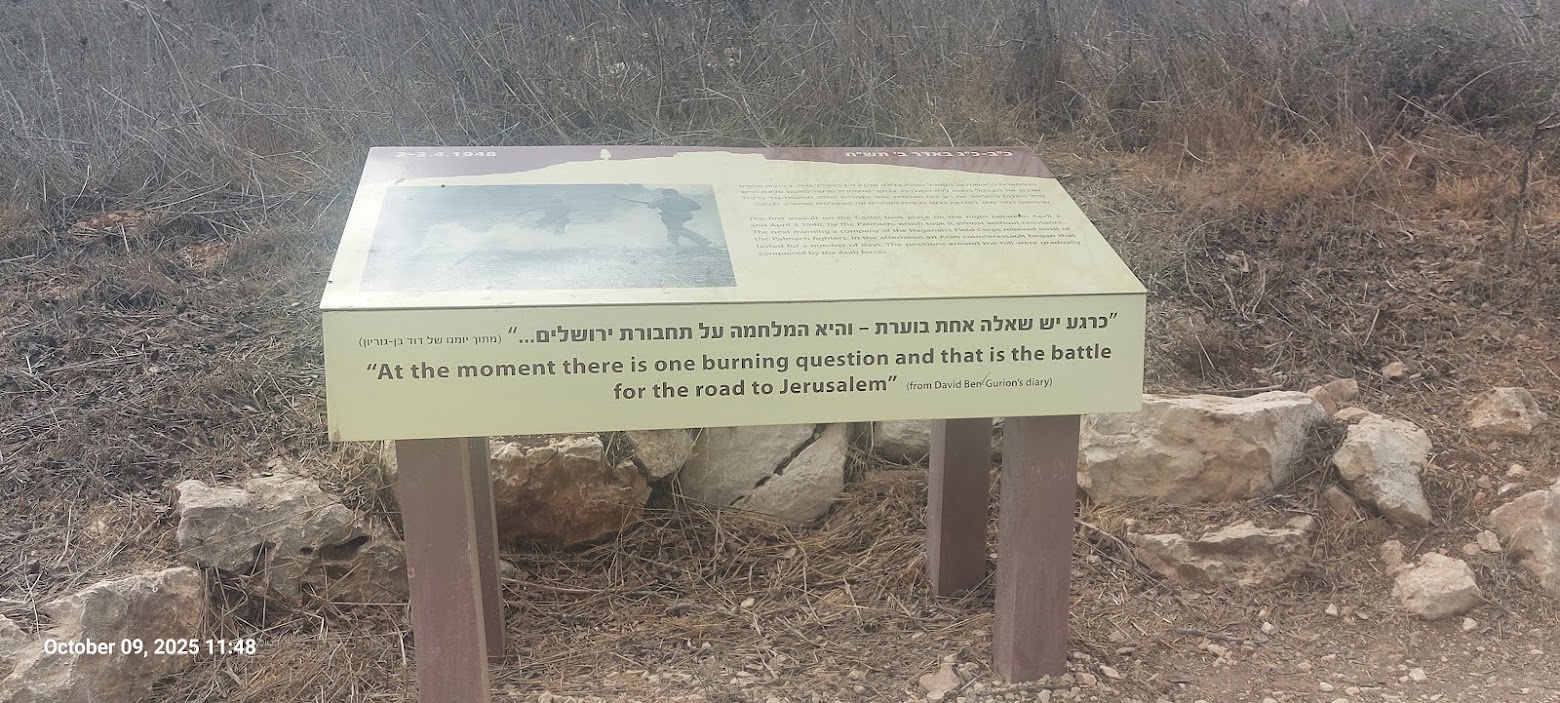 2-3.4.1948
כ"ב-כ"ג באדר ב' תש"ח
The first assault on the Castel took place on the night between April 2
and April 3 1948, by the Palmach, which took it almost without resistance.
The next morning a company of the Haganah's Field Corps relieved most of
the Palmach fighters. In the afternoon an Arab counterassault began that
lasted for a number of days. The positions around the hill were gradually
conquered by the Arab forces.
"כרגע יש שאלה אחת בוערת – והיא המלחמה על תחבורת ירושלים..." (מתוך יומנו של דוד בן-גוריון)
"At the moment there is one burning question and that is the battle
for the road to Jerusalem" (from David Ben Gurion's diary)
October 09, 2025 11:48